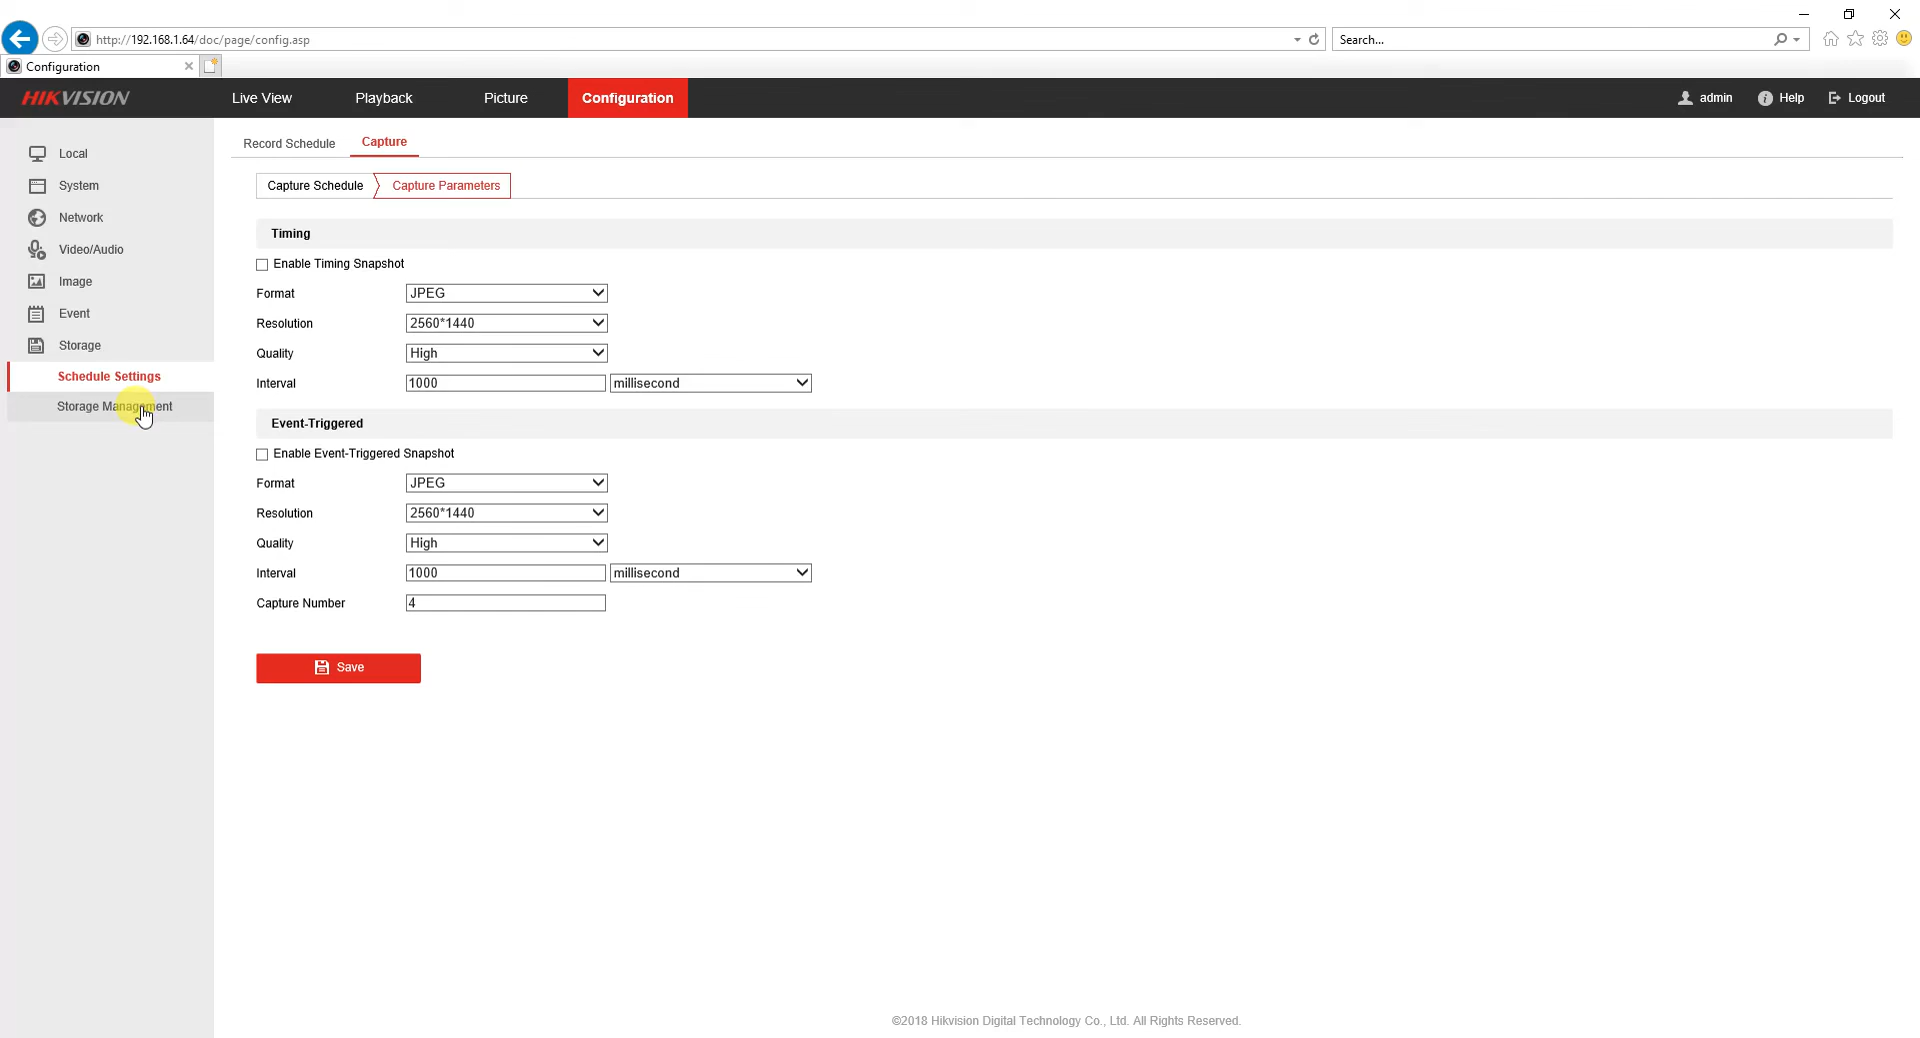 http://192.168.1.64/doc/page/config.asp
Search...
Configuration
HIKVISION
Live View
Playback
Picture
Configuration
admin
Help
Logout
Local
System
Network
Video/Audio
Image
Event
Storage
Schedule Settings
Storage Management
Record Schedule
Capture
Capture Schedule
Capture Parameters
Timing
Enable Timing Snapshot
Format JPEG
Resolution 2560*1440
Quality High
Interval 1000 millisecond
Event-Triggered
Enable Event-Triggered Snapshot
Format JPEG
Resolution 2560*1440
Quality High
Interval 1000 millisecond
Capture Number 4
Save
©2018 Hikvision Digital Technology Co., Ltd. All Rights Reserved.